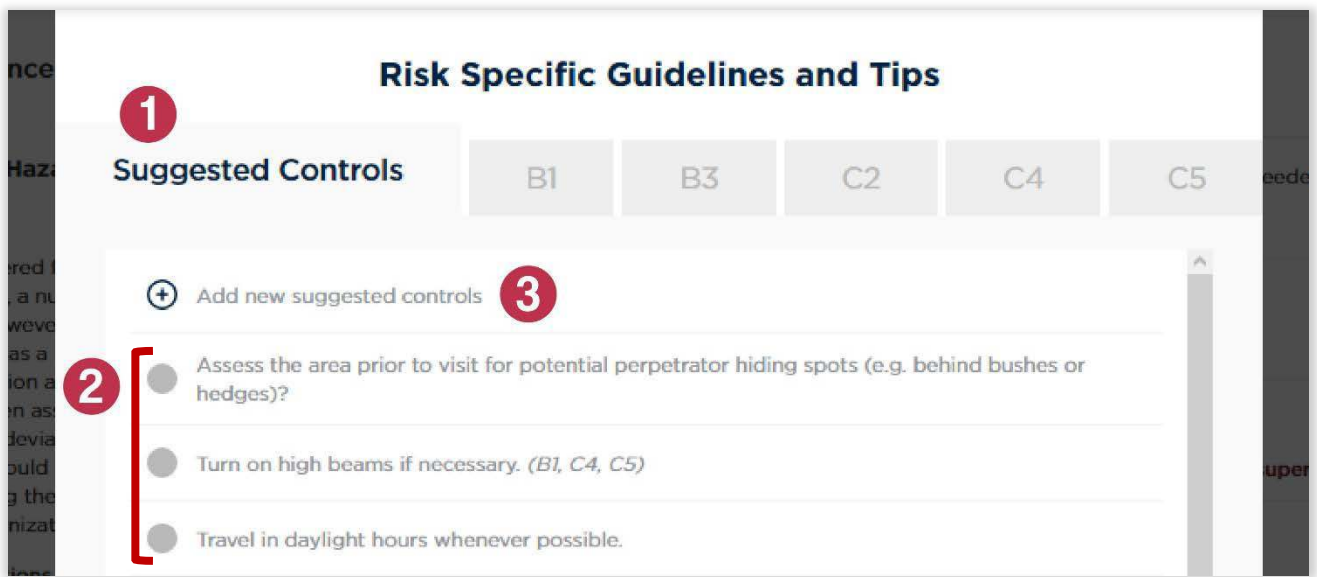 Risk Specific Guidelines and Tips
1
Suggested Controls B1 B3 C2 C4 C5
Add new suggested controls 3
2
Assess the area prior to visit for potential perpetrator hiding spots (e.g. behind bushes or
hedges)?
Turn on high beams if necessary. (B1, C4, C5)
Travel in daylight hours whenever possible.